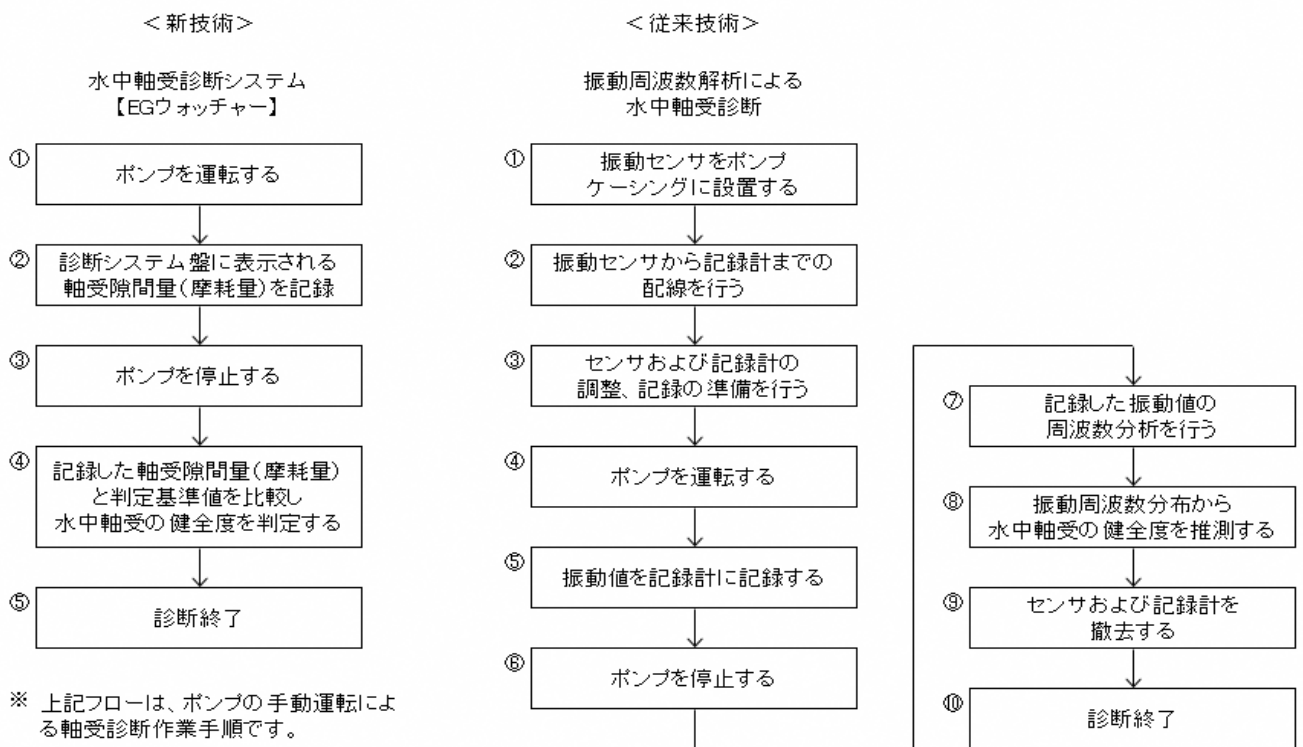 ＜新技術＞
水中軸受診断システム
【EGウォッチャー】
① ポンプを運転する
② 診断システム盤に表示される
軸受隙間量(摩耗量)を記録
③ ポンプを停止する
④ 記録した軸受隙間量(摩耗量)
と判定基準値を比較し
水中軸受の健全度を判定する
⑤ 診断終了
※ 上記フローは、ポンプの手動運転によ
る軸受診断作業手順です。
＜従来技術＞
振動周波数解析による
水中軸受診断
① 振動センサをポンプ
ケーシングに設置する
② 振動センサから記録計までの
配線を行う
③ センサおよび記録計の
調整、記録の準備を行う
④ ポンプを運転する
⑤ 振動値を記録計に記録する
⑥ ポンプを停止する
⑦ 記録した振動値の
周波数分析を行う
⑧ 振動周波数分布から
水中軸受の健全度を推測する
⑨ センサおよび記録計を
撤去する
⑩ 診断終了